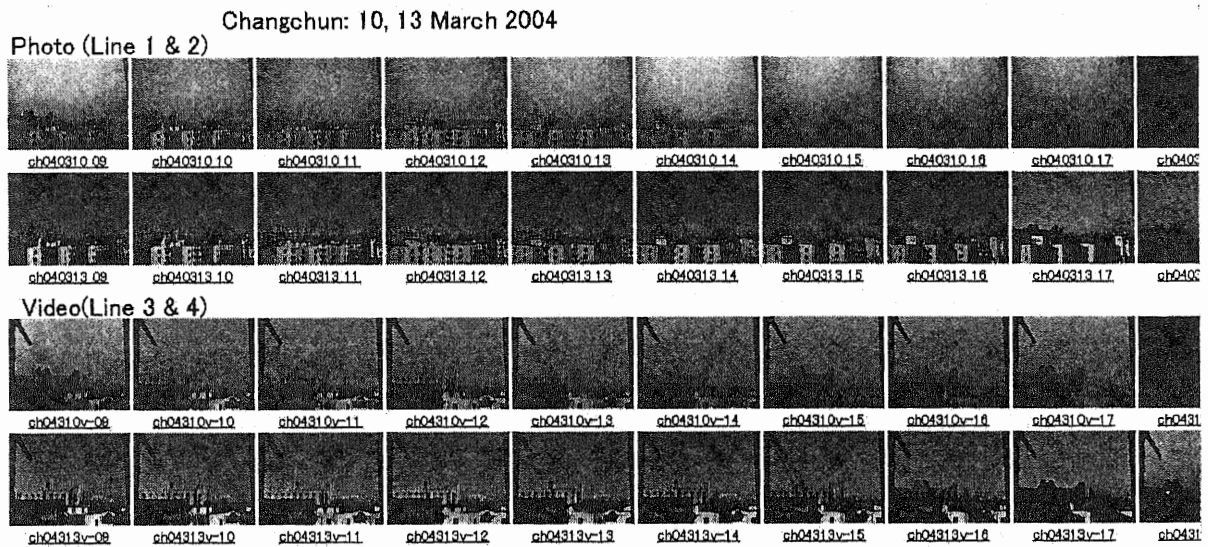 Changchun: 10, 13 March 2004
Photo (Line 1 & 2)
ch040310.09 ch040310.10 ch040310.11 ch040310.12 ch040310.13 ch040310.14 ch040310.15 ch040310.16 ch040310.17 ch0403
ch040313.09 ch040313.10 ch040313.11 ch040313.12 ch040313.13 ch040313.14 ch040313.15 ch040313.16 ch040313.17 ch0403
Video(Line 3 & 4)
ch04310v-09 ch04310v-10 ch04310v-11 ch04310v-12 ch04310v-13 ch04310v-14 ch04310v-15 ch04310v-16 ch04310v-17 ch0431
ch04313v-09 ch04313v-10 ch04313v-11 ch04313v-12 ch04313v-13 ch04313v-14 ch04313v-15 ch04313v-16 ch04313v-17 ch0431